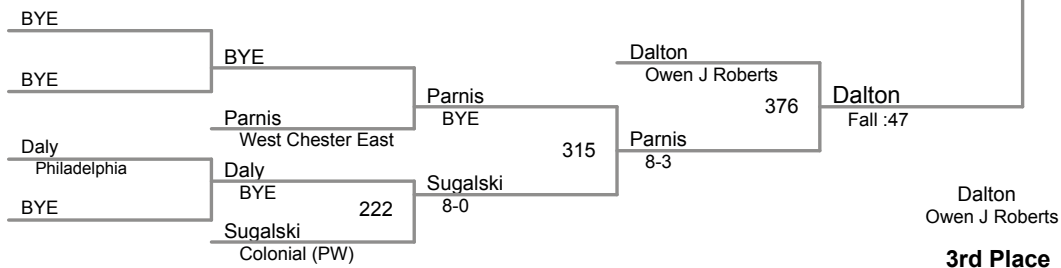 BYE
BYE
BYE
Dalton
Owen J Roberts
BYE
Parnis
BYE
376
Dalton
Fall :47
Parnis
West Chester East
315
Parnis
8-3
Daly
Philadelphia
Daly
BYE
Sugalski
8-0
BYE
222
Sugalski
Colonial (PW)
Dalton
Owen J Roberts
3rd Place